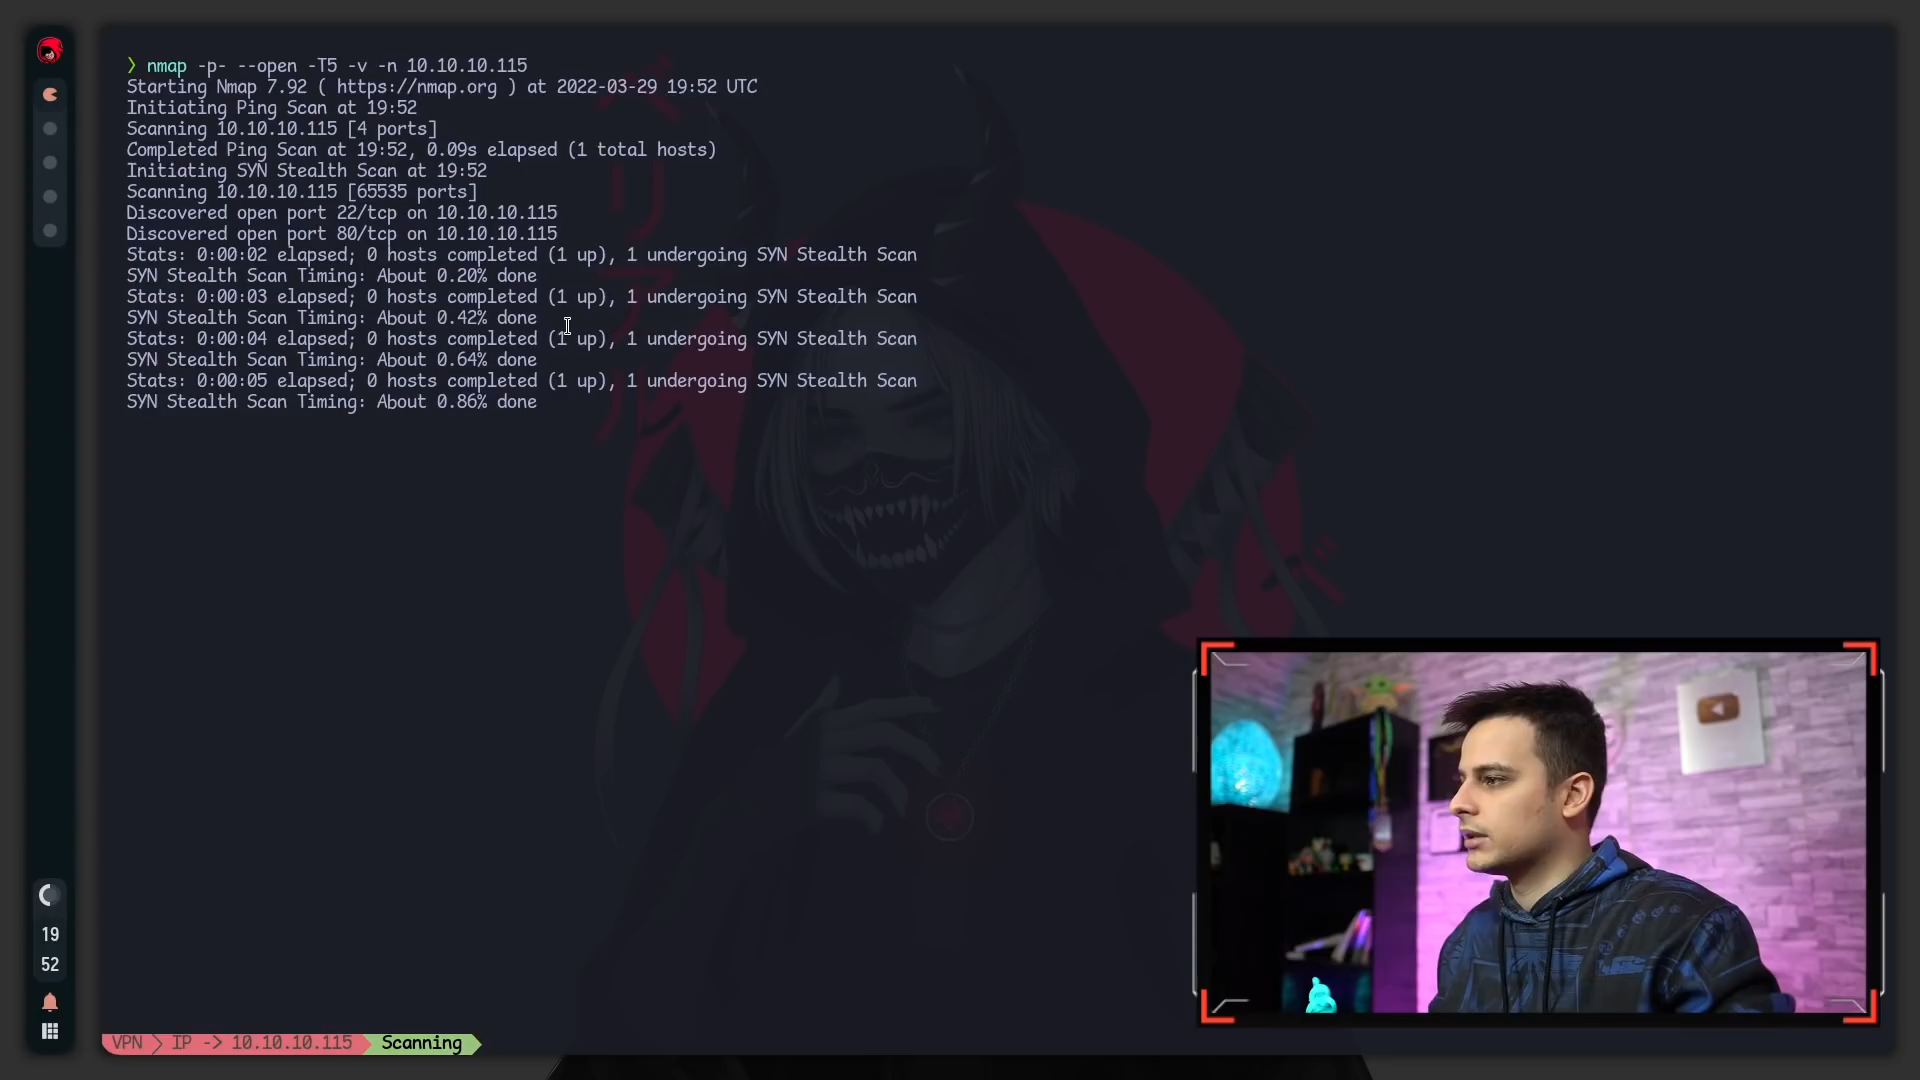 ❯ nmap -p- --open -T5 -v -n 10.10.10.115
Starting Nmap 7.92 ( https://nmap.org ) at 2022-03-29 19:52 UTC
Initiating Ping Scan at 19:52
Scanning 10.10.10.115 [4 ports]
Completed Ping Scan at 19:52, 0.09s elapsed (1 total hosts)
Initiating SYN Stealth Scan at 19:52
Scanning 10.10.10.115 [65535 ports]
Discovered open port 22/tcp on 10.10.10.115
Discovered open port 80/tcp on 10.10.10.115
Stats: 0:00:02 elapsed; 0 hosts completed (1 up), 1 undergoing SYN Stealth Scan
SYN Stealth Scan Timing: About 0.20% done
Stats: 0:00:03 elapsed; 0 hosts completed (1 up), 1 undergoing SYN Stealth Scan
SYN Stealth Scan Timing: About 0.42% done
Stats: 0:00:04 elapsed; 0 hosts completed (1 up), 1 undergoing SYN Stealth Scan
SYN Stealth Scan Timing: About 0.64% done
Stats: 0:00:05 elapsed; 0 hosts completed (1 up), 1 undergoing SYN Stealth Scan
SYN Stealth Scan Timing: About 0.86% done
19
52
VPN IP -> 10.10.10.115 Scanning